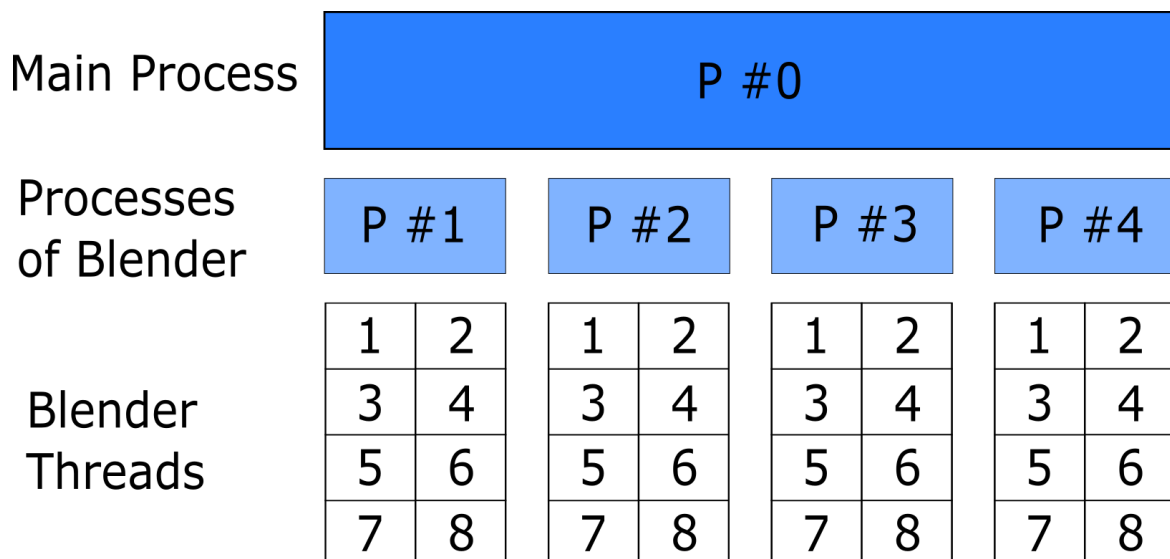 Main Process
P #0
Processes
of Blender
P #1 P #2 P #3 P #4
Blender
Threads
1 2 1 2 1 2 1 2
3 4 3 4 3 4 3 4
5 6 5 6 5 6 5 6
7 8 7 8 7 8 7 8